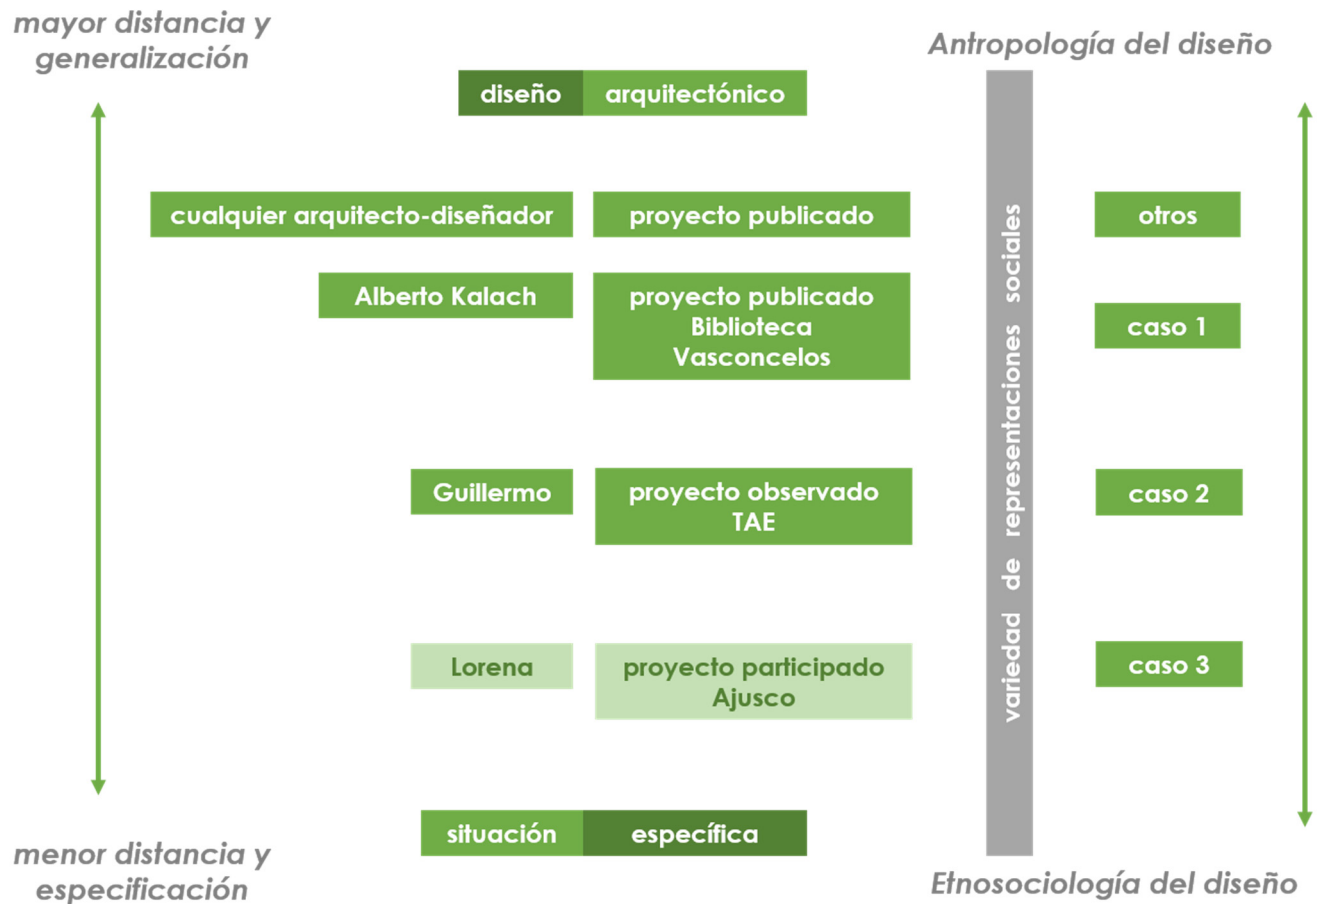 mayor distancia y
generalización
Antropología del diseño
diseño arquitectónico
cualquier arquitecto-diseñador
proyecto publicado
otros
Alberto Kalach
proyecto publicado
Biblioteca
Vasconcelos
caso 1
Guillermo
proyecto observado
TAE
caso 2
Lorena
proyecto participado
Ajusco
caso 3
variedad de representaciones sociales
situación específica
menor distancia y
especificación
Etnosociología del diseño